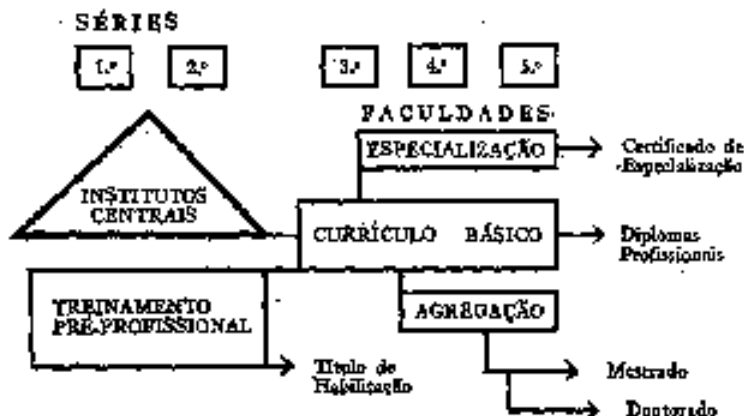 SÉRIES
1.º 2.º 3.º 4.º 5.º
FACULDADES
ESPECIALIZAÇÃO
Certificado de
Especialização
INSTITUTOS
CENTRAIS
CURRÍCULO BÁSICO
Diplomas
Profissionais
TREINAMENTO
PRÉ-PROFISSIONAL
AGREGAÇÃO
Título de
Habilitação
Mestrado
Doutorado